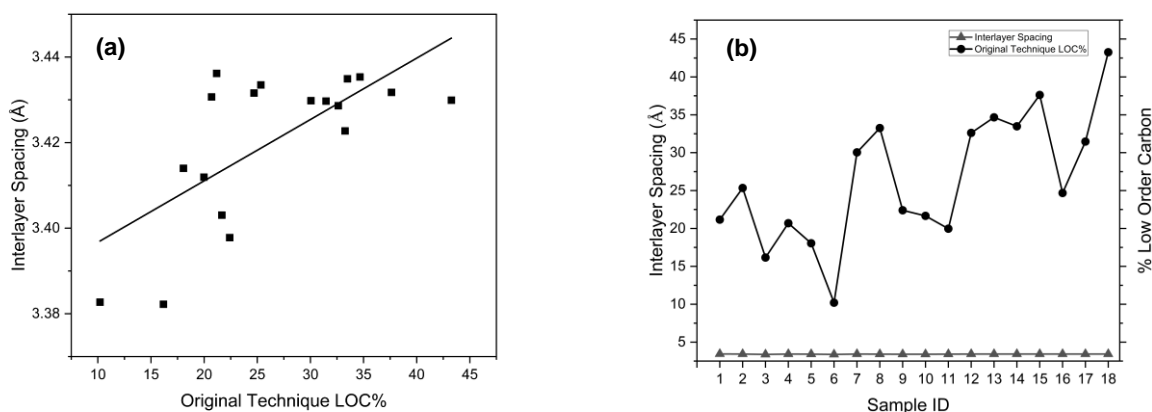 (a)
Interlayer Spacing (Å)
3.44
3.42
3.40
3.38
10 15 20 25 30 35 40 45
Original Technique LOC%
(b)
Interlayer Spacing
Original Technique LOC%
Interlayer Spacing (Å)
45
40
35
30
25
20
15
10
5
% Low Order Carbon
1 2 3 4 5 6 7 8 9 10 11 12 13 14 15 16 17 18
Sample ID